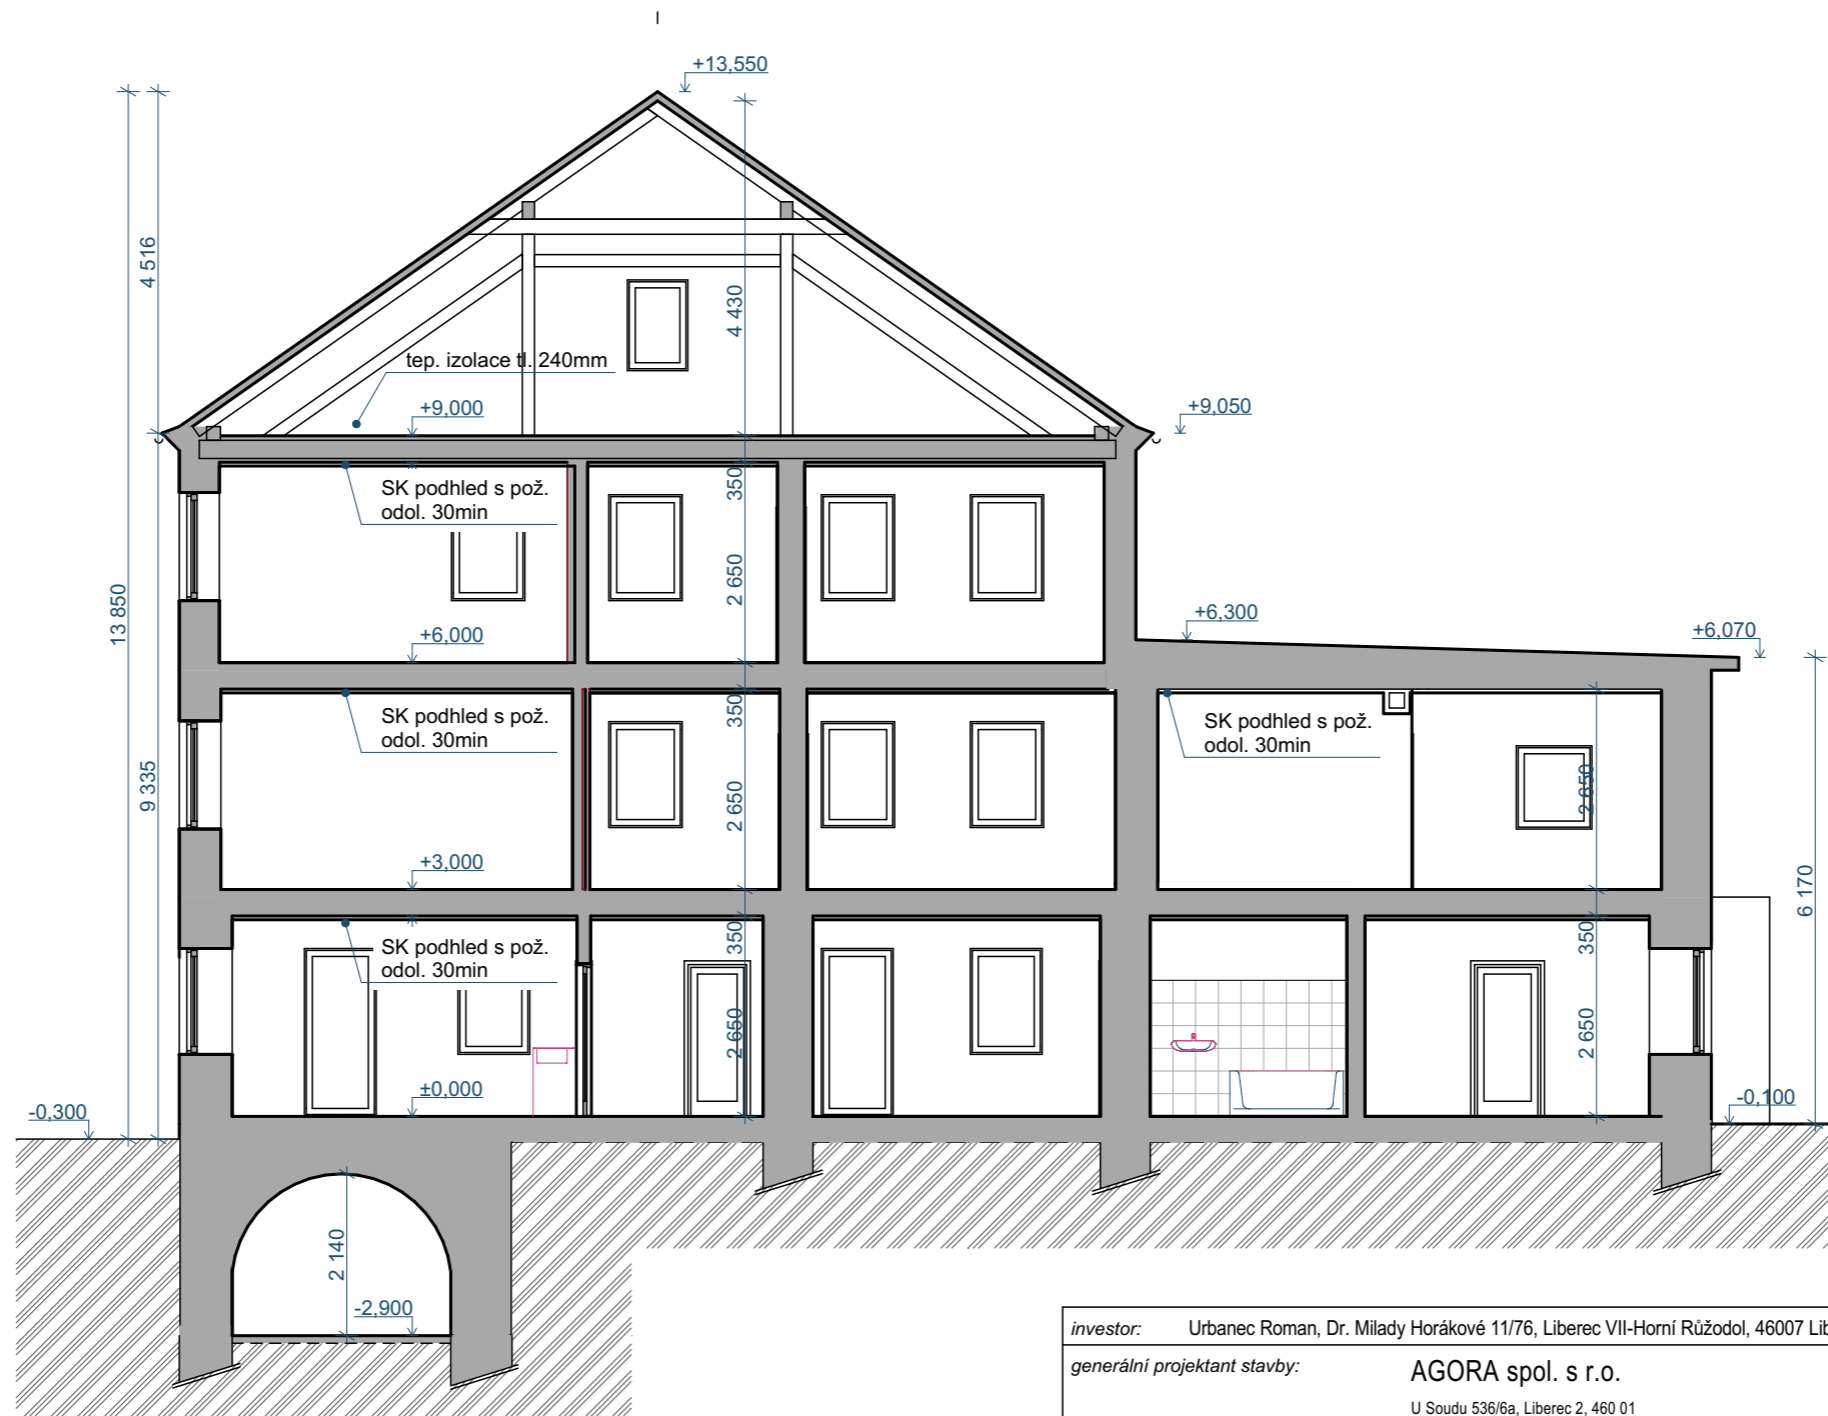 +13,550
4 516
4 430
tep. izolace tl. 240mm
+9,000
+9,050
350
SK podhled s pož.
odol. 30min
13 850
2 650
+6,000
+6,300
+6,070
350
SK podhled s pož.
odol. 30min
SK podhled s pož.
odol. 30min
9 335
2 650
2 650
+3,000
6 170
350
350
SK podhled s pož.
odol. 30min
2 650
2 650
±0,000
-0,300
-0,100
2 140
-2,900
investor: Urbanec Roman, Dr. Milady Horákové 11/76, Liberec VII-Horní Růžodol, 46007 Lib
generální projektant stavby: AGORA spol. s r.o.
U Soudu 536/6a, Liberec 2, 460 01